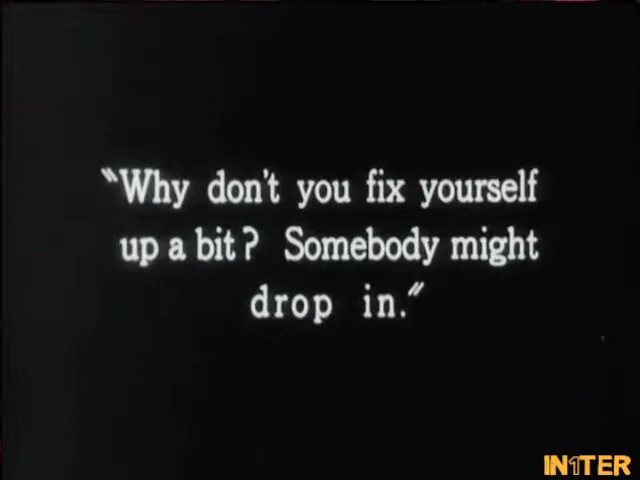 "Why don't you fix yourself
up a bit? Somebody might
drop in."
IN1TER